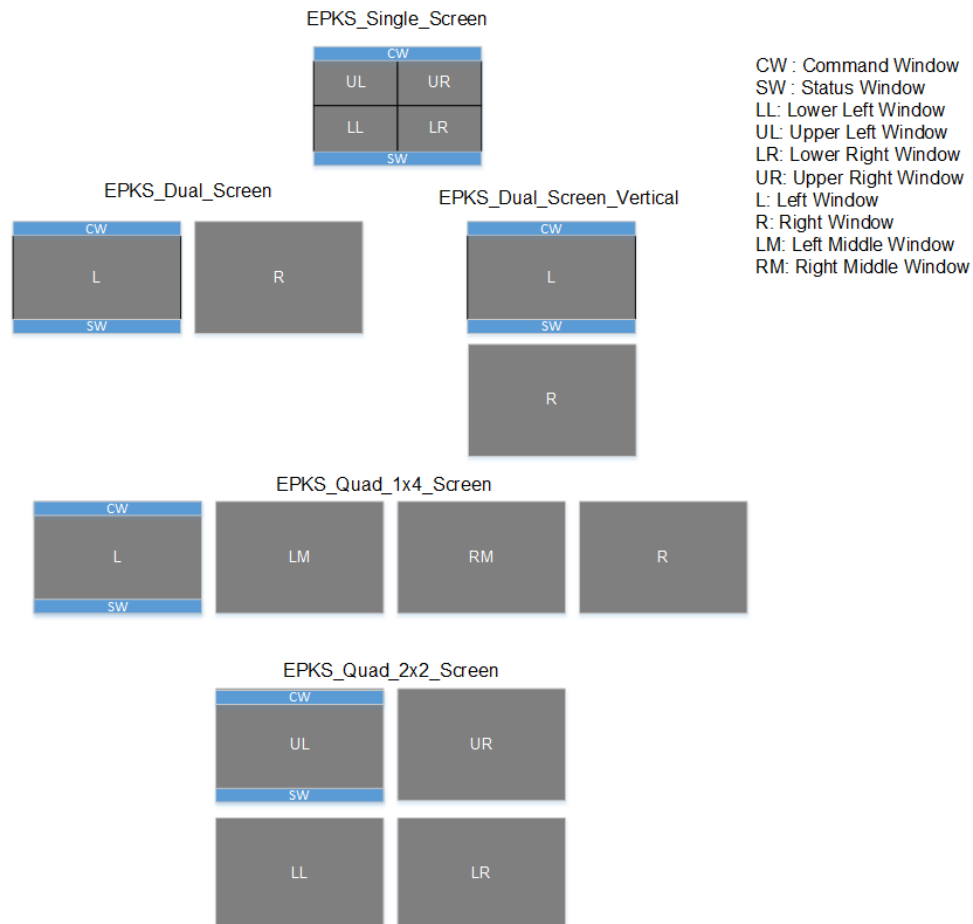 EPKS_Single_Screen
CW
UL UR
LL LR
SW
CW : Command Window
SW : Status Window
LL: Lower Left Window
UL: Upper Left Window
LR: Lower Right Window
UR: Upper Right Window
L: Left Window
R: Right Window
LM: Left Middle Window
RM: Right Middle Window
EPKS_Dual_Screen
CW
L
SW
R
EPKS_Dual_Screen_Vertical
CW
L
SW
R
EPKS_Quad_1x4_Screen
CW
L
SW
LM
RM
R
EPKS_Quad_2x2_Screen
CW
UL
SW
UR
LL
LR